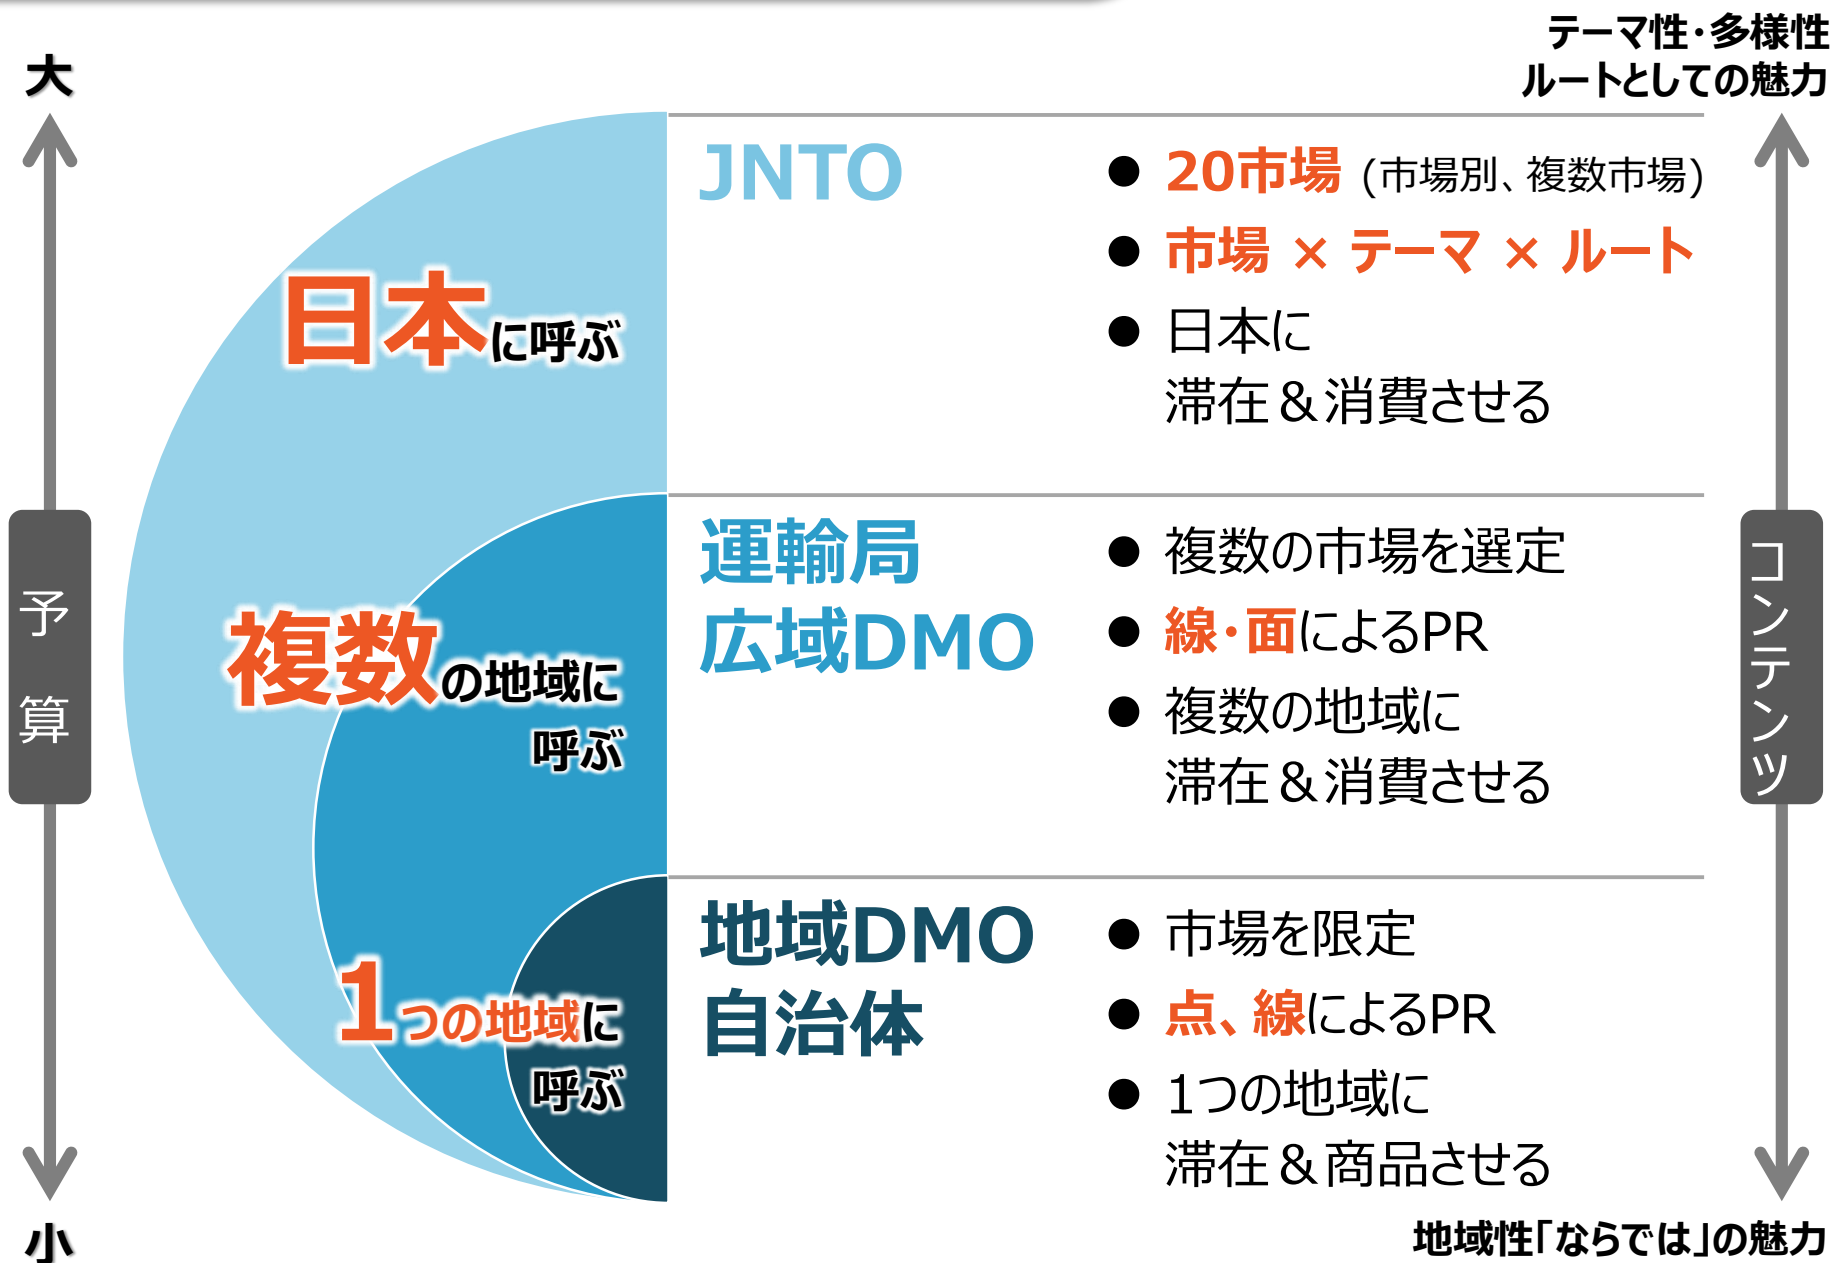 テーマ性・多様性
ルートとしての魅力
大
予算
小
日本に呼ぶ
JNTO
● 20市場 (市場別、複数市場)
● 市場 × テーマ × ルート
● 日本に
滞在＆消費させる
複数の地域に
呼ぶ
運輸局
広域DMO
● 複数の市場を選定
● 線・面によるPR
● 複数の地域に
滞在＆消費させる
1つの地域に
呼ぶ
地域DMO
自治体
● 市場を限定
● 点、線によるPR
● 1つの地域に
滞在＆商品させる
コンテンツ
地域性「ならでは」の魅力